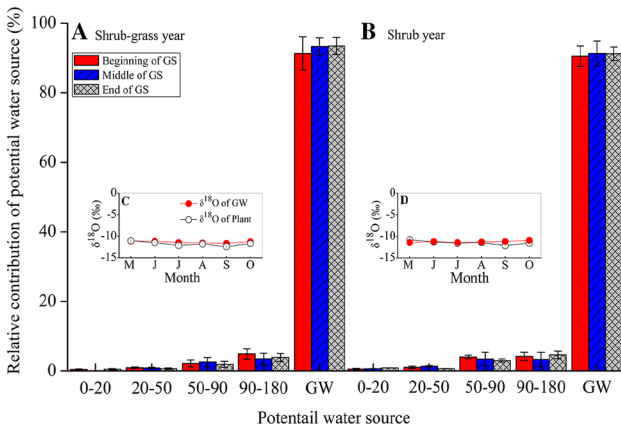 Relative contribution of potential water source (%)
100
80
60
40
20
0
A Shrub-grass year
Beginning of GS
Middle of GS
End of GS
B Shrub year
δ¹⁸O (‰)
0
-5
-10
-15
C
δ¹⁸O of GW
δ¹⁸O of Plant
M J J A S O
Month
δ¹⁸O (‰)
0
-5
-10
-15
D
M J J A S O
Month
0-20 20-50 50-90 90-180 GW 0-20 20-50 50-90 90-180 GW
Potentail water source